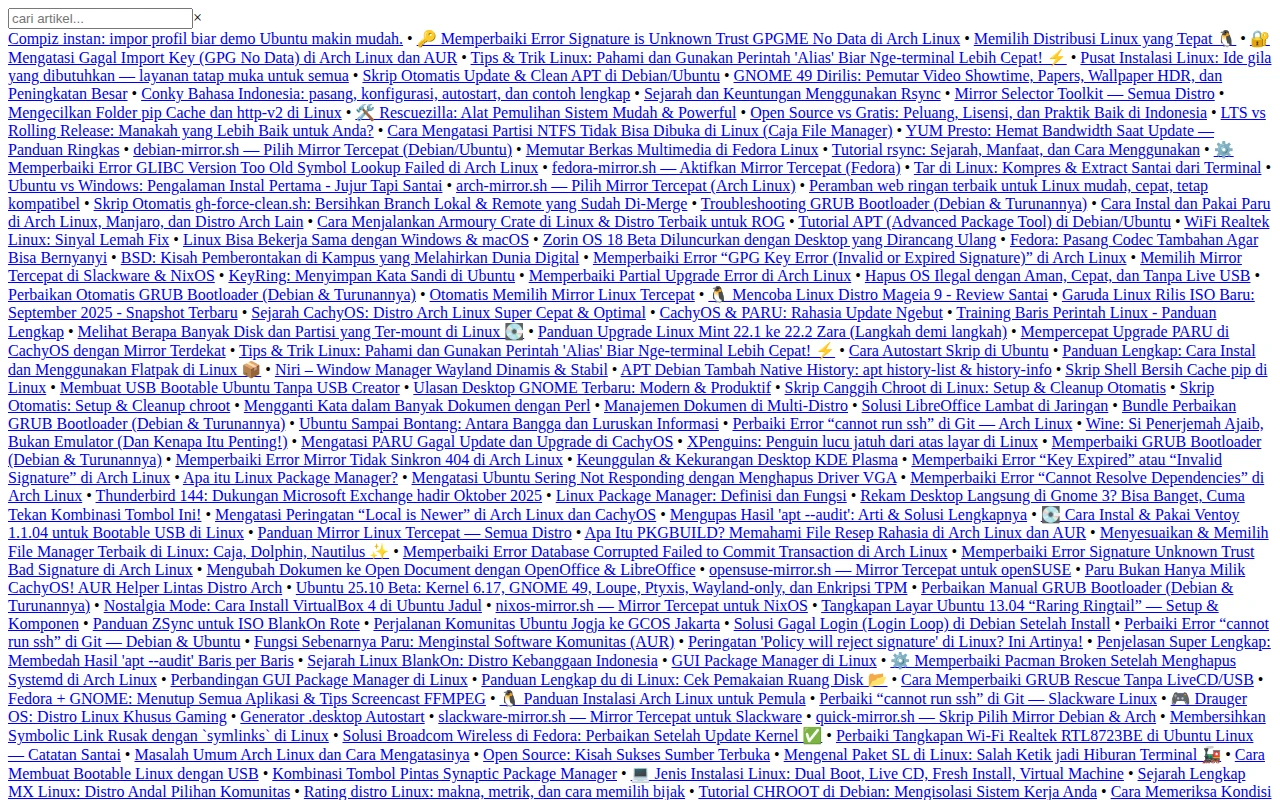 cari artikel... ×
Compiz instan: impor profil biar demo Ubuntu makin mudah. • 🔑 Memperbaiki Error Signature is Unknown Trust GPGME No Data di Arch Linux • Memilih Distribusi Linux yang Tepat 🐧 • 🔐
Mengatasi Gagal Import Key (GPG No Data) di Arch Linux dan AUR • Tips & Trik Linux: Pahami dan Gunakan Perintah 'Alias' Biar Nge-terminal Lebih Cepat! ⚡ • Pusat Instalasi Linux: Ide gila
yang dibutuhkan — layanan tatap muka untuk semua • Skrip Otomatis Update & Clean APT di Debian/Ubuntu • GNOME 49 Dirilis: Pemutar Video Showtime, Papers, Wallpaper HDR, dan
Peningkatan Besar • Conky Bahasa Indonesia: pasang, konfigurasi, autostart, dan contoh lengkap • Sejarah dan Keuntungan Menggunakan Rsync • Mirror Selector Toolkit — Semua Distro •
Mengecilkan Folder pip Cache dan http-v2 di Linux • 🛠️ Rescuezilla: Alat Pemulihan Sistem Mudah & Powerful • Open Source vs Gratis: Peluang, Lisensi, dan Praktik Baik di Indonesia • LTS vs
Rolling Release: Manakah yang Lebih Baik untuk Anda? • Cara Mengatasi Partisi NTFS Tidak Bisa Dibuka di Linux (Caja File Manager) • YUM Presto: Hemat Bandwidth Saat Update —
Panduan Ringkas • debian-mirror.sh — Pilih Mirror Tercepat (Debian/Ubuntu) • Memutar Berkas Multimedia di Fedora Linux • Tutorial rsync: Sejarah, Manfaat, dan Cara Menggunakan • ⚙️
Memperbaiki Error GLIBC Version Too Old Symbol Lookup Failed di Arch Linux • fedora-mirror.sh — Aktifkan Mirror Tercepat (Fedora) • Tar di Linux: Kompres & Extract Santai dari Terminal •
Ubuntu vs Windows: Pengalaman Instal Pertama - Jujur Tapi Santai • arch-mirror.sh — Pilih Mirror Tercepat (Arch Linux) • Peramban web ringan terbaik untuk Linux mudah, cepat, tetap
kompatibel • Skrip Otomatis gh-force-clean.sh: Bersihkan Branch Lokal & Remote yang Sudah Di-Merge • Troubleshooting GRUB Bootloader (Debian & Turunannya) • Cara Instal dan Pakai Paru
di Arch Linux, Manjaro, dan Distro Arch Lain • Cara Menjalankan Armoury Crate di Linux & Distro Terbaik untuk ROG • Tutorial APT (Advanced Package Tool) di Debian/Ubuntu • WiFi Realtek
Linux: Sinyal Lemah Fix • Linux Bisa Bekerja Sama dengan Windows & macOS • Zorin OS 18 Beta Diluncurkan dengan Desktop yang Dirancang Ulang • Fedora: Pasang Codec Tambahan Agar
Bisa Bernyanyi • BSD: Kisah Pemberontakan di Kampus yang Melahirkan Dunia Digital • Memperbaiki Error “GPG Key Error (Invalid or Expired Signature)” di Arch Linux • Memilih Mirror
Tercepat di Slackware & NixOS • KeyRing: Menyimpan Kata Sandi di Ubuntu • Memperbaiki Partial Upgrade Error di Arch Linux • Hapus OS Ilegal dengan Aman, Cepat, dan Tanpa Live USB •
Perbaikan Otomatis GRUB Bootloader (Debian & Turunannya) • Otomatis Memilih Mirror Linux Tercepat • 🐧 Mencoba Linux Distro Mageia 9 - Review Santai • Garuda Linux Rilis ISO Baru:
September 2025 - Snapshot Terbaru • Sejarah CachyOS: Distro Arch Linux Super Cepat & Optimal • CachyOS & PARU: Rahasia Update Ngebut • Training Baris Perintah Linux - Panduan
Lengkap • Melihat Berapa Banyak Disk dan Partisi yang Ter-mount di Linux 💽 • Panduan Upgrade Linux Mint 22.1 ke 22.2 Zara (Langkah demi langkah) • Mempercepat Upgrade PARU di
CachyOS dengan Mirror Terdekat • Tips & Trik Linux: Pahami dan Gunakan Perintah 'Alias' Biar Nge-terminal Lebih Cepat! ⚡ • Cara Autostart Skrip di Ubuntu • Panduan Lengkap: Cara Instal
dan Menggunakan Flatpak di Linux 📦 • Niri – Window Manager Wayland Dinamis & Stabil • APT Debian Tambah Native History: apt history-list & history-info • Skrip Shell Bersih Cache pip di
Linux • Membuat USB Bootable Ubuntu Tanpa USB Creator • Ulasan Desktop GNOME Terbaru: Modern & Produktif • Skrip Canggih Chroot di Linux: Setup & Cleanup Otomatis • Skrip
Otomatis: Setup & Cleanup chroot • Mengganti Kata dalam Banyak Dokumen dengan Perl • Manajemen Dokumen di Multi-Distro • Solusi LibreOffice Lambat di Jaringan • Bundle Perbaikan
GRUB Bootloader (Debian & Turunannya) • Ubuntu Sampai Bontang: Antara Bangga dan Luruskan Informasi • Perbaiki Error “cannot run ssh” di Git — Arch Linux • Wine: Si Penerjemah Ajaib,
Bukan Emulator (Dan Kenapa Itu Penting!) • Mengatasi PARU Gagal Update dan Upgrade di CachyOS • XPenguins: Penguin lucu jatuh dari atas layar di Linux • Memperbaiki GRUB Bootloader
(Debian & Turunannya) • Memperbaiki Error Mirror Tidak Sinkron 404 di Arch Linux • Keunggulan & Kekurangan Desktop KDE Plasma • Memperbaiki Error “Key Expired” atau “Invalid
Signature” di Arch Linux • Apa itu Linux Package Manager? • Mengatasi Ubuntu Sering Not Responding dengan Menghapus Driver VGA • Memperbaiki Error “Cannot Resolve Dependencies” di
Arch Linux • Thunderbird 144: Dukungan Microsoft Exchange hadir Oktober 2025 • Linux Package Manager: Definisi dan Fungsi • Rekam Desktop Langsung di Gnome 3? Bisa Banget, Cuma
Tekan Kombinasi Tombol Ini! • Mengatasi Peringatan “Local is Newer” di Arch Linux dan CachyOS • Mengupas Hasil 'apt --audit': Arti & Solusi Lengkapnya • 💽 Cara Instal & Pakai Ventoy
1.1.04 untuk Bootable USB di Linux • Panduan Mirror Linux Tercepat — Semua Distro • Apa Itu PKGBUILD? Memahami File Resep Rahasia di Arch Linux dan AUR • Menyesuaikan & Memilih
File Manager Terbaik di Linux: Caja, Dolphin, Nautilus ✨ • Memperbaiki Error Database Corrupted Failed to Commit Transaction di Arch Linux • Memperbaiki Error Signature Unknown Trust
Bad Signature di Arch Linux • Mengubah Dokumen ke Open Document dengan OpenOffice & LibreOffice • opensuse-mirror.sh — Mirror Tercepat untuk openSUSE • Paru Bukan Hanya Milik
CachyOS! AUR Helper Lintas Distro Arch • Ubuntu 25.10 Beta: Kernel 6.17, GNOME 49, Loupe, Ptyxis, Wayland-only, dan Enkripsi TPM • Perbaikan Manual GRUB Bootloader (Debian &
Turunannya) • Nostalgia Mode: Cara Install VirtualBox 4 di Ubuntu Jadul • nixos-mirror.sh — Mirror Tercepat untuk NixOS • Tangkapan Layar Ubuntu 13.04 “Raring Ringtail” — Setup &
Komponen • Panduan ZSync untuk ISO BlankOn Rote • Perjalanan Komunitas Ubuntu Jogja ke GCOS Jakarta • Solusi Gagal Login (Login Loop) di Debian Setelah Install • Perbaiki Error “cannot
run ssh” di Git — Debian & Ubuntu • Fungsi Sebenarnya Paru: Menginstal Software Komunitas (AUR) • Peringatan 'Policy will reject signature' di Linux? Ini Artinya! • Penjelasan Super Lengkap:
Membedah Hasil 'apt --audit' Baris per Baris • Sejarah Linux BlankOn: Distro Kebanggaan Indonesia • GUI Package Manager di Linux • ⚙️ Memperbaiki Pacman Broken Setelah Menghapus
Systemd di Arch Linux • Perbandingan GUI Package Manager di Linux • Panduan Lengkap du di Linux: Cek Pemakaian Ruang Disk 📂 • Cara Memperbaiki GRUB Rescue Tanpa LiveCD/USB •
Fedora + GNOME: Menutup Semua Aplikasi & Tips Screencast FFMPEG • 🐧 Panduan Instalasi Arch Linux untuk Pemula • Perbaiki “cannot run ssh” di Git — Slackware Linux • 🎮 Drauger
OS: Distro Linux Khusus Gaming • Generator .desktop Autostart • slackware-mirror.sh — Mirror Tercepat untuk Slackware • quick-mirror.sh — Skrip Pilih Mirror Debian & Arch • Membersihkan
Symbolic Link Rusak dengan `symlinks` di Linux • Solusi Broadcom Wireless di Fedora: Perbaikan Setelah Update Kernel ✅ • Perbaiki Tangkapan Wi-Fi Realtek RTL8723BE di Ubuntu Linux
— Catatan Santai • Masalah Umum Arch Linux dan Cara Mengatasinya • Open Source: Kisah Sukses Sumber Terbuka • Mengenal Paket SL di Linux: Salah Ketik jadi Hiburan Terminal 🚂 • Cara
Membuat Bootable Linux dengan USB • Kombinasi Tombol Pintas Synaptic Package Manager • 💻 Jenis Instalasi Linux: Dual Boot, Live CD, Fresh Install, Virtual Machine • Sejarah Lengkap
MX Linux: Distro Andal Pilihan Komunitas • Rating distro Linux: makna, metrik, dan cara memilih bijak • Tutorial CHROOT di Debian: Mengisolasi Sistem Kerja Anda • Cara Memeriksa Kondisi